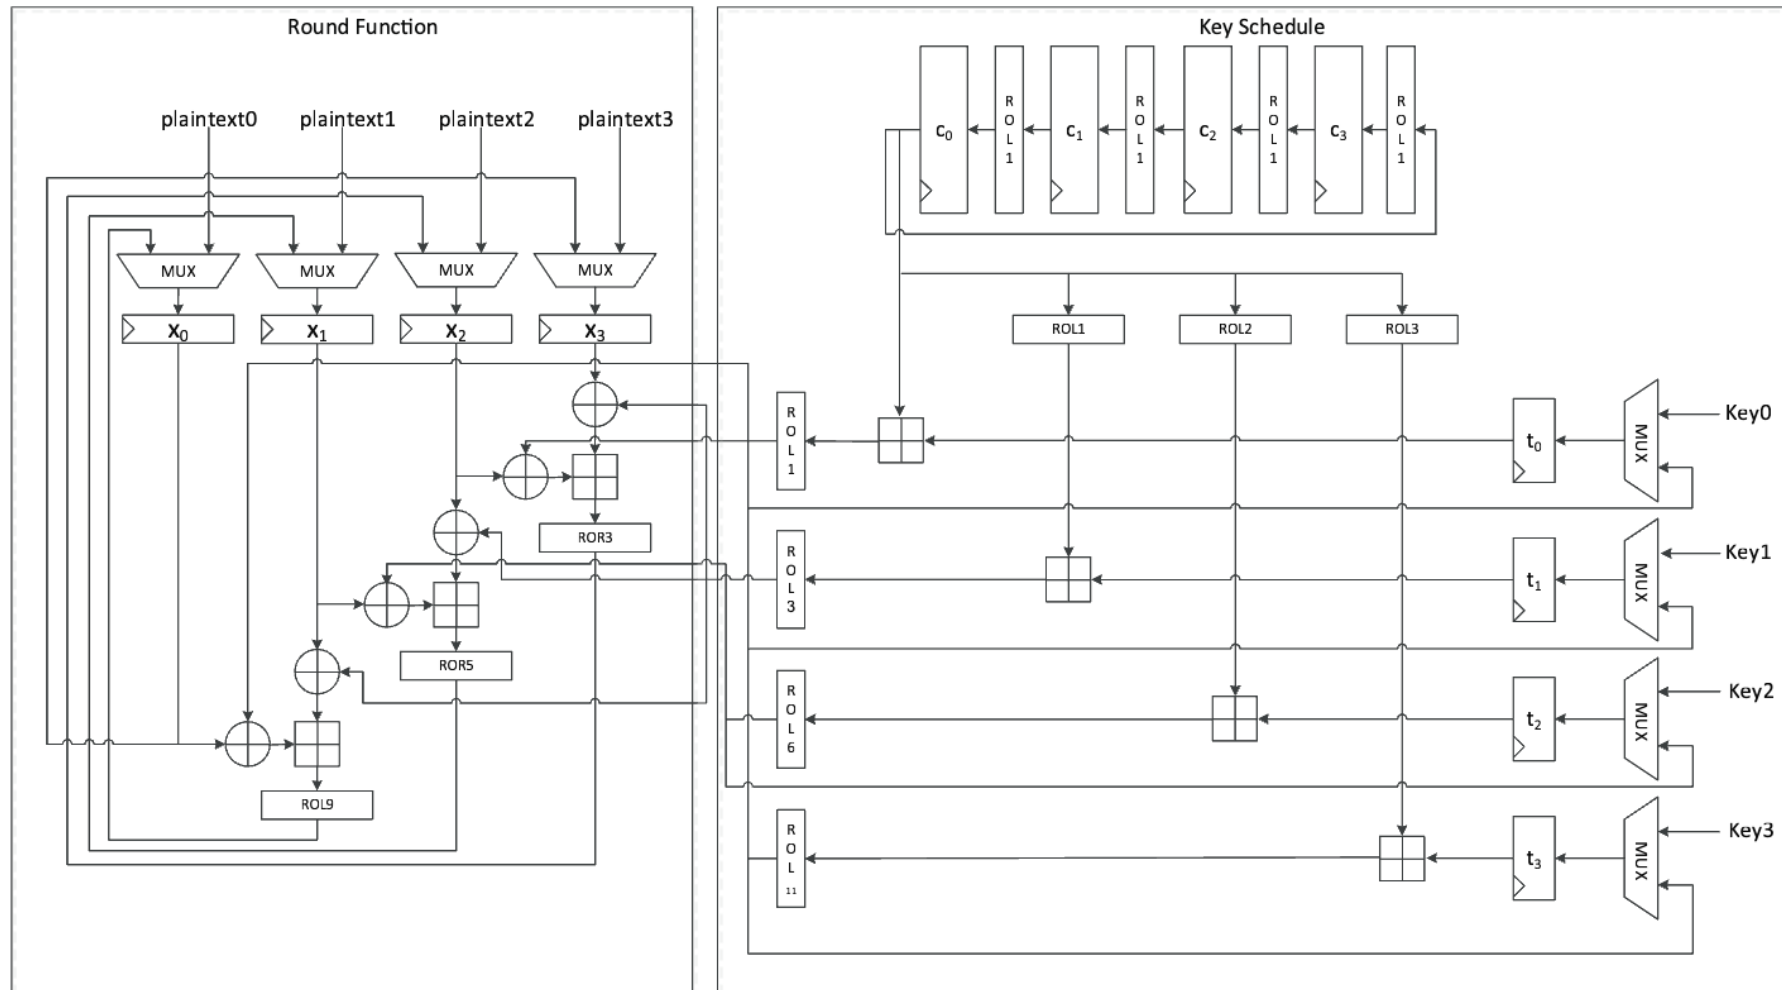 Round Function
Key Schedule
plaintext0 plaintext1 plaintext2 plaintext3
c0 ROL1 c1 ROL1 c2 ROL1 c3 ROL1
MUX MUX MUX MUX
X0 X1 X2 X3
ROL1 ROL2 ROL3
ROL1 t0 MUX Key0
ROR3
ROL3 t1 MUX Key1
ROR5
ROL6 t2 MUX Key2
ROL9
ROL11 t3 MUX Key3